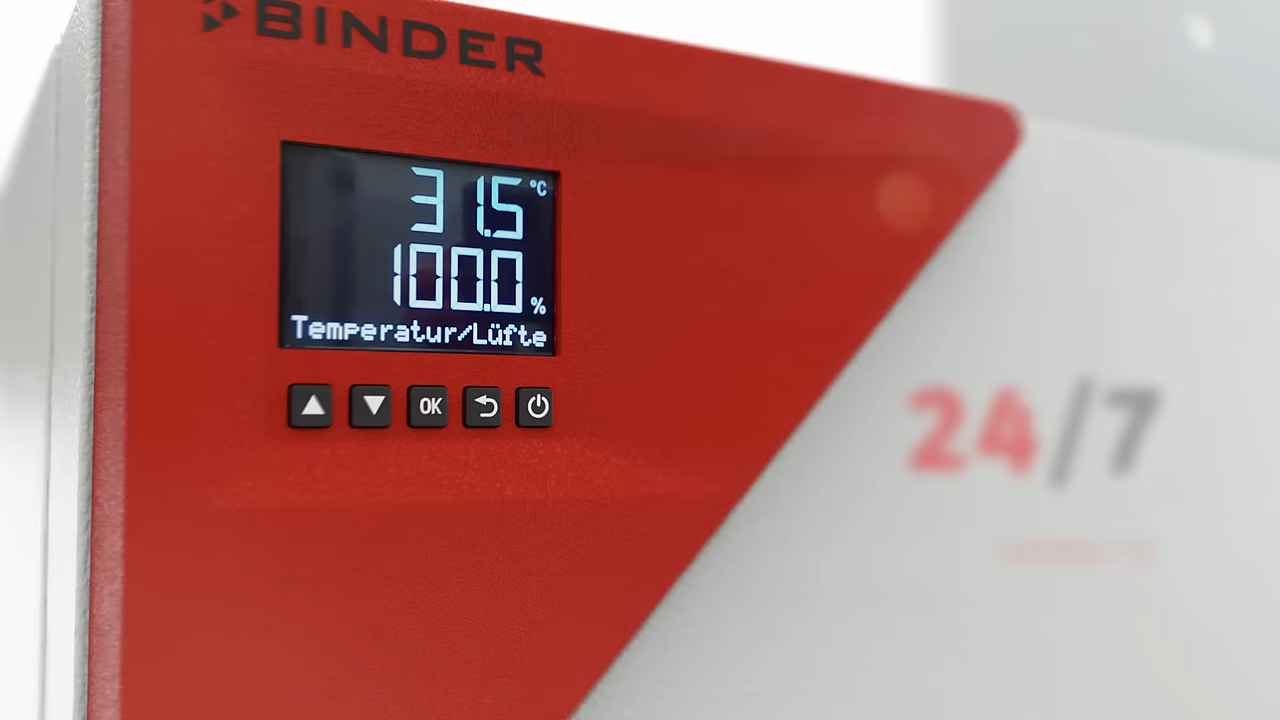 BINDER
31.5 °C
100.0 %
Temperatur/Lüfte
OK
24/7